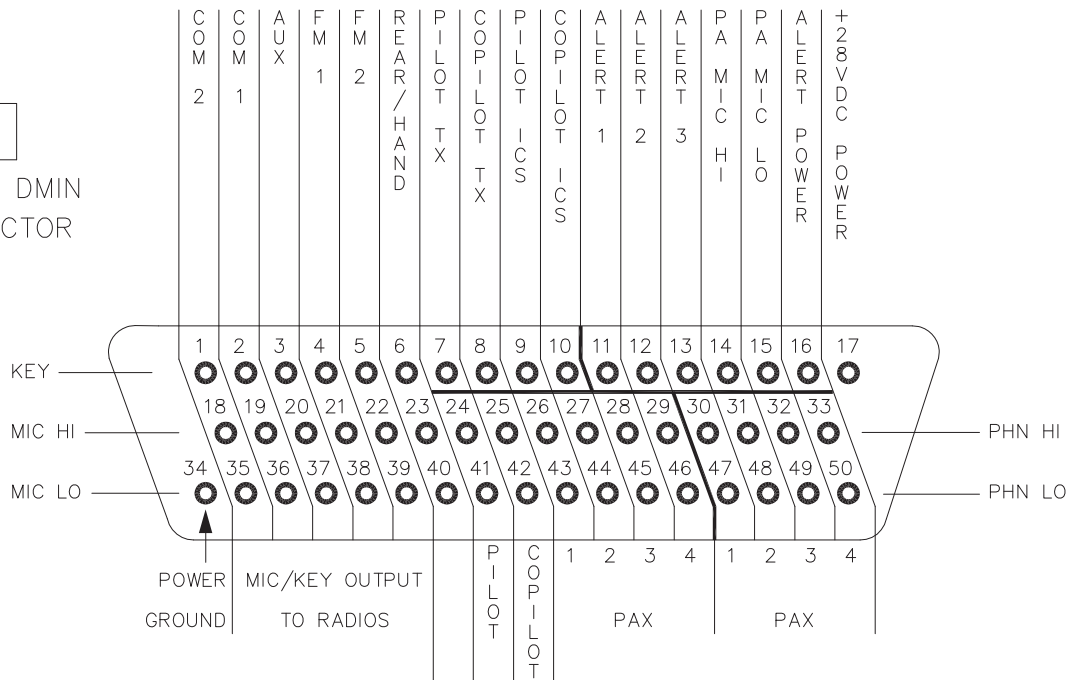 COM 2
COM 1
AUX
FM 1
FM 2
REAR/HAND
PILOT TX
COPILOT TX
PILOT ICS
COPILOT ICS
ALERT 1
ALERT 2
ALERT 3
PA MIC HI
PA MIC LO
ALERT POWER
+28VDC POWER
DMIN
CTOR
1 2 3 4 5 6 7 8 9 10 11 12 13 14 15 16 17
KEY
18 19 20 21 22 23 24 25 26 27 28 29 30 31 32 33
MIC HI
PHN HI
34 35 36 37 38 39 40 41 42 43 44 45 46 47 48 49 50
MIC LO
PHN LO
POWER
GROUND
MIC/KEY OUTPUT
TO RADIOS
PILOT
COPILOT
1 2 3 4
PAX
1 2 3 4
PAX